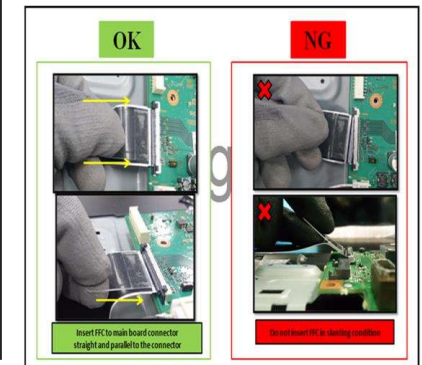 OK
NG
g
Insert FFC to main board connector
straight and parallel to the connector
Do not insert FFC in slanting condition